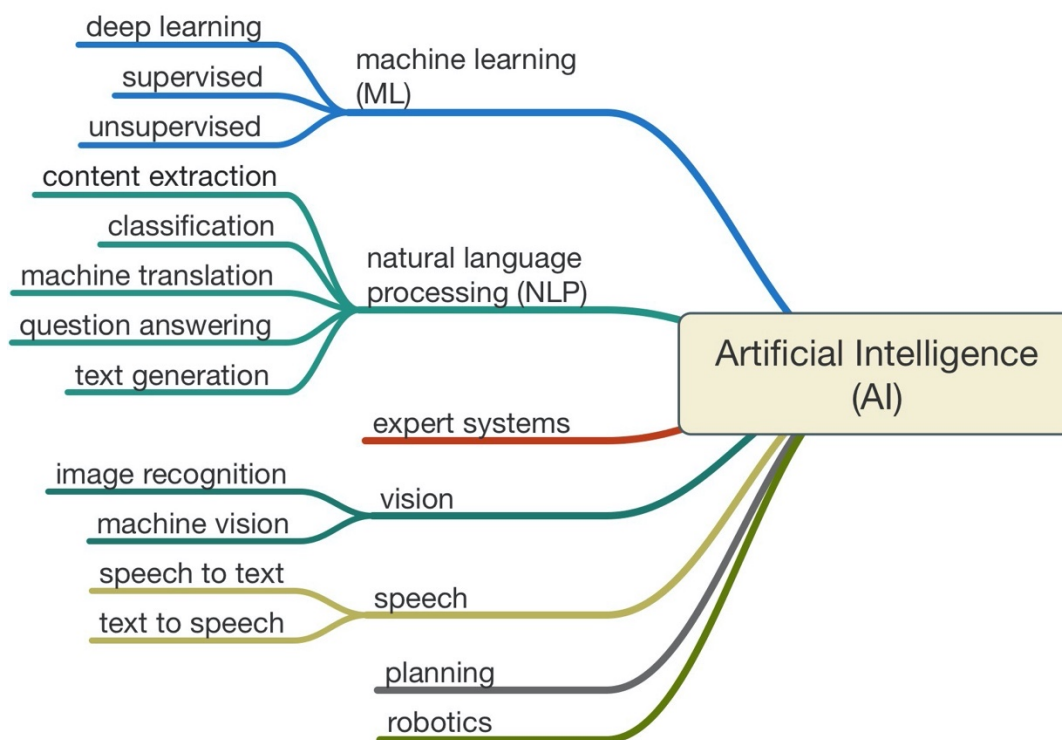 deep learning
supervised
unsupervised
machine learning
(ML)
content extraction
classification
machine translation
question answering
text generation
natural language
processing (NLP)
expert systems
image recognition
machine vision
vision
speech to text
text to speech
speech
planning
robotics
Artificial Intelligence
(AI)